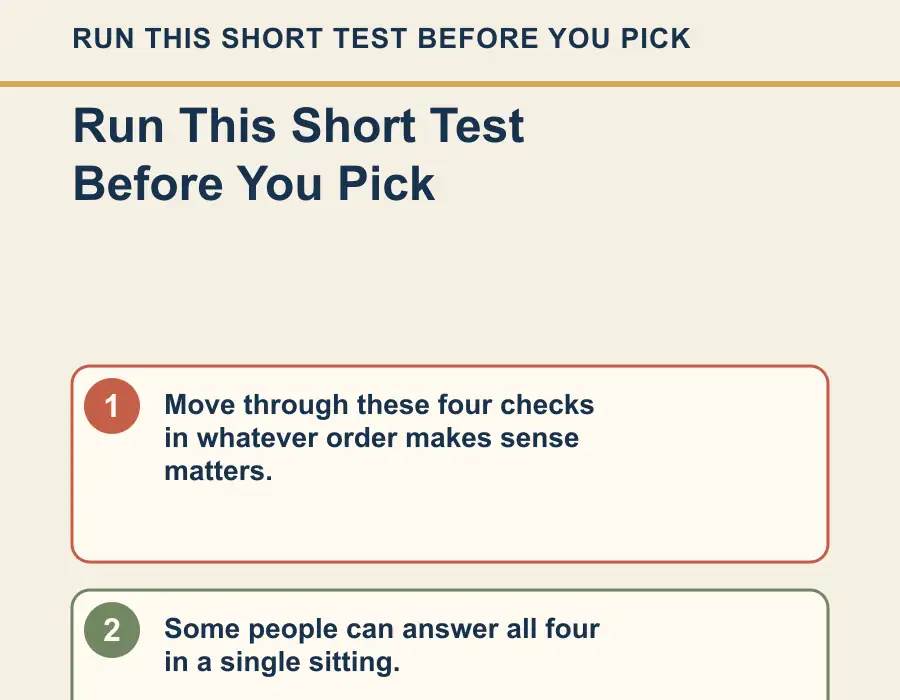 RUN THIS SHORT TEST BEFORE YOU PICK
Run This Short Test
Before You Pick
1
Move through these four checks
in whatever order makes sense
matters.
2
Some people can answer all four
in a single sitting.